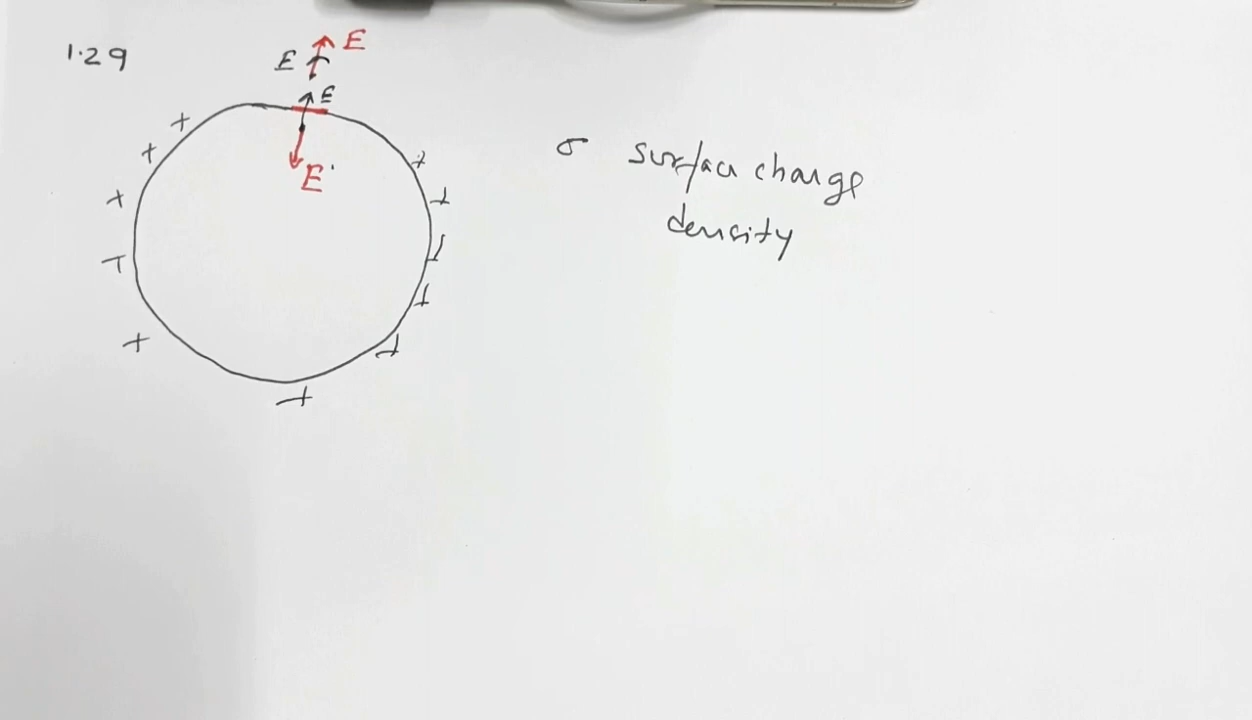 1.29
E
E
E
+
+
+
+
+
+
+
+
+
+
+
E'
σ surface charge
density